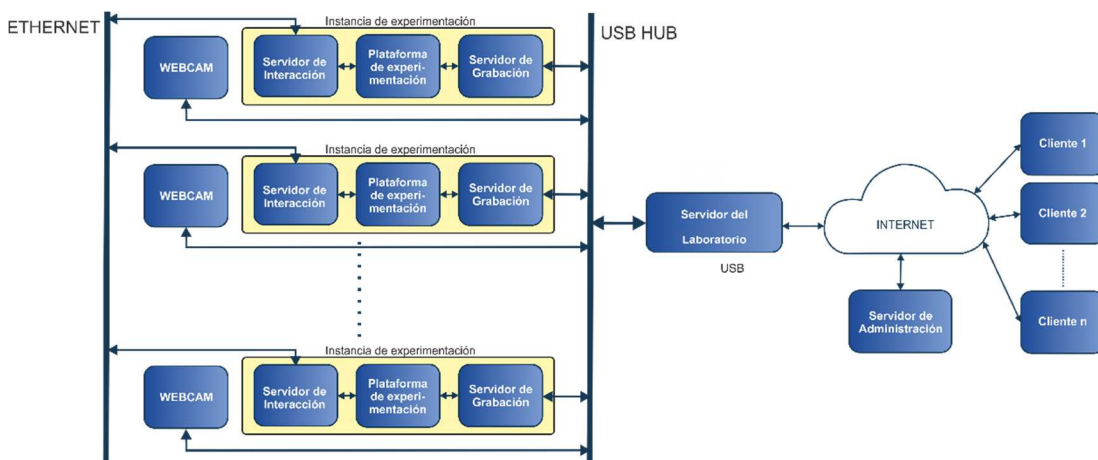 ETHERNET
USB HUB
Instancia de experimentación
WEBCAM
Servidor de
Interacción
Plataforma
de experi-
mentación
Servidor de
Grabación
Instancia de experimentación
WEBCAM
Servidor de
Interacción
Plataforma
de experi-
mentación
Servidor de
Grabación
Instancia de experimentación
WEBCAM
Servidor de
Interacción
Plataforma
de experi-
mentación
Servidor de
Grabación
Servidor del
Laboratorio
USB
INTERNET
Servidor de
Administración
Cliente 1
Cliente 2
Cliente n